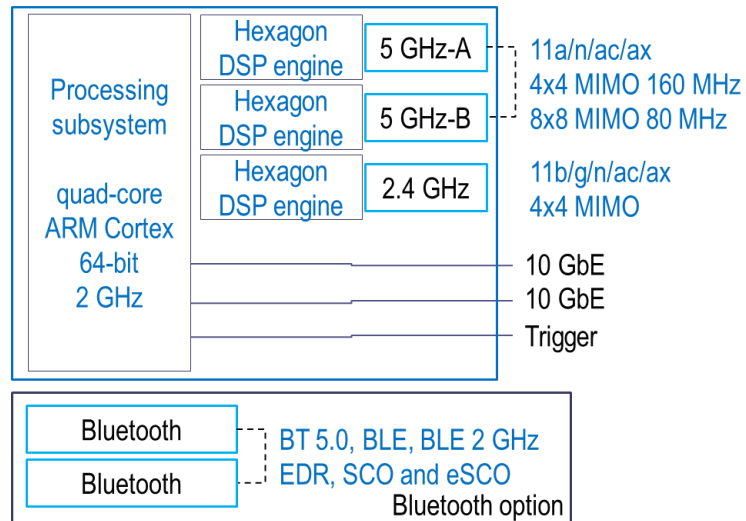 Processing
subsystem
quad-core
ARM Cortex
64-bit
2 GHz
Hexagon
DSP engine
5 GHz-A
Hexagon
DSP engine
5 GHz-B
Hexagon
DSP engine
2.4 GHz
11a/n/ac/ax
4x4 MIMO 160 MHz
8x8 MIMO 80 MHz
11b/g/n/ac/ax
4x4 MIMO
10 GbE
10 GbE
Trigger
Bluetooth
Bluetooth
BT 5.0, BLE, BLE 2 GHz
EDR, SCO and eSCO
Bluetooth option